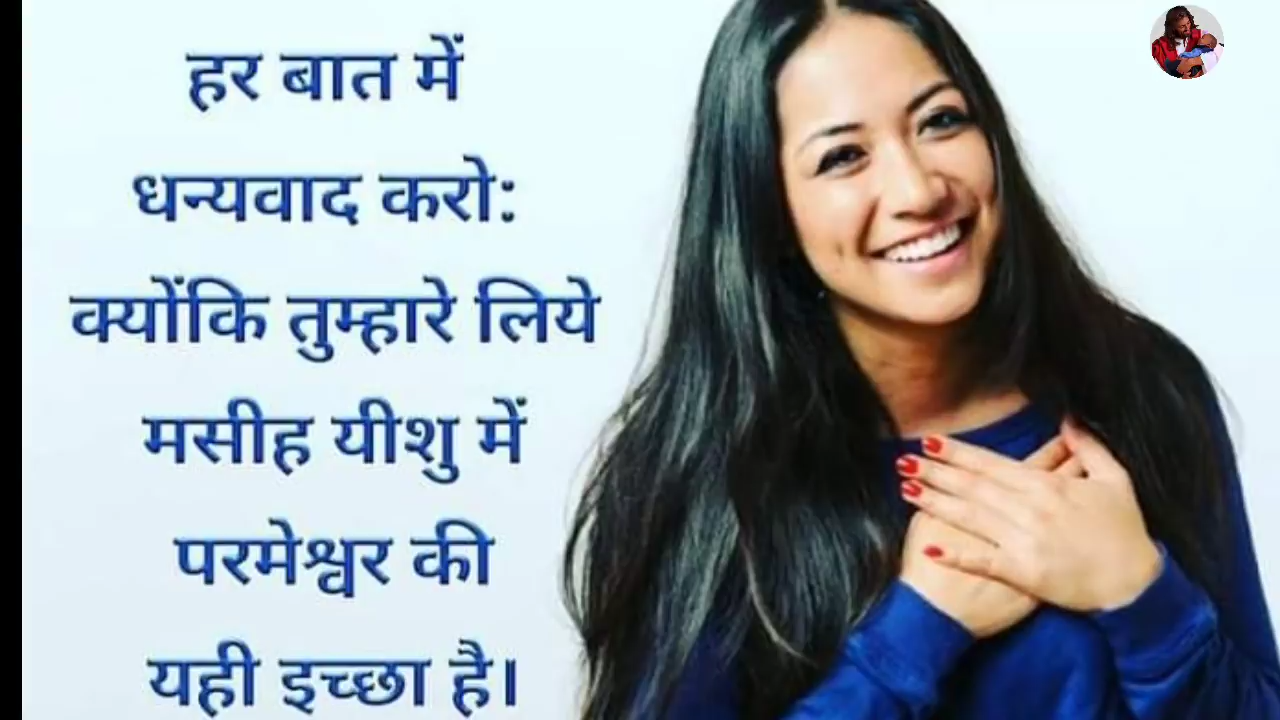 हर बात में
धन्यवाद करो:
क्योंकि तुम्हारे लिये
मसीह यीशु में
परमेश्वर की
यही इच्छा है।